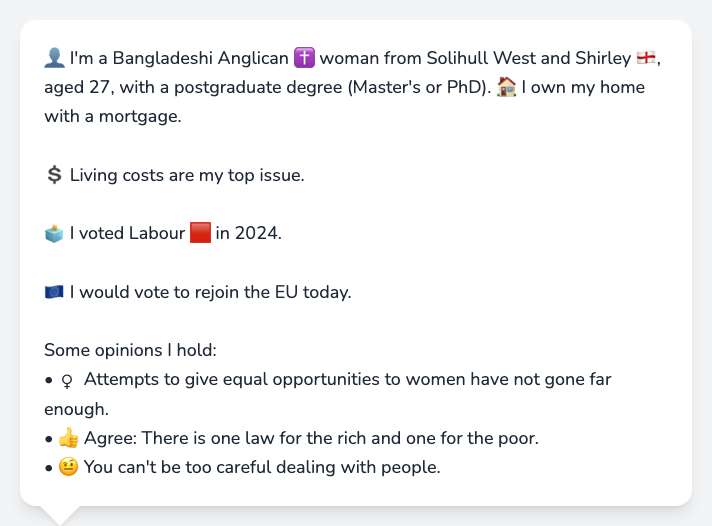 👤 I'm a Bangladeshi Anglican ✝️ woman from Solihull West and Shirley 🏴󠁧󠁢󠁥󠁮󠁧󠁿,
aged 27, with a postgraduate degree (Master's or PhD). 🏠 I own my home
with a mortgage.
💲 Living costs are my top issue.
🗳️ I voted Labour 🟥 in 2024.
🇪🇺 I would vote to rejoin the EU today.
Some opinions I hold:
• ♀ Attempts to give equal opportunities to women have not gone far
enough.
• 👍 Agree: There is one law for the rich and one for the poor.
• 🤨 You can't be too careful dealing with people.